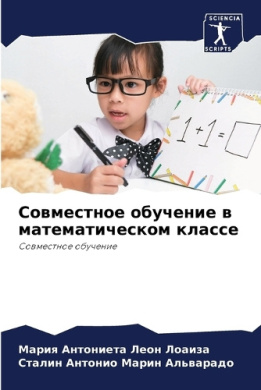 SCIENCIA
SCRIPTS
1+1=
Совместное обучение в
математическом классе
Совместное обучение
Мария Антониета Леон Лоаиза
Сталин Антонио Марин Альварадо